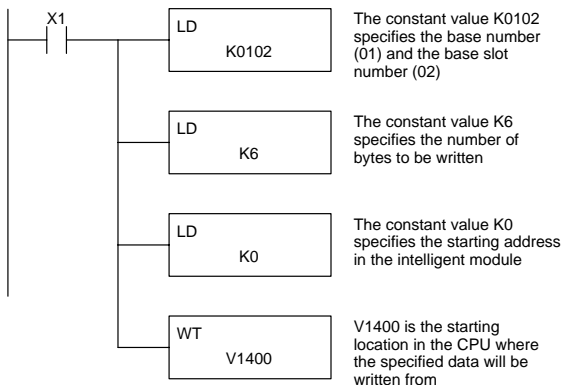 X1
LD
K0102
The constant value K0102
specifies the base number
(01) and the base slot
number (02)
LD
K6
The constant value K6
specifies the number of
bytes to be written
LD
K0
The constant value K0
specifies the starting address
in the intelligent module
WT
V1400
V1400 is the starting
location in the CPU where
the specified data will be
written from